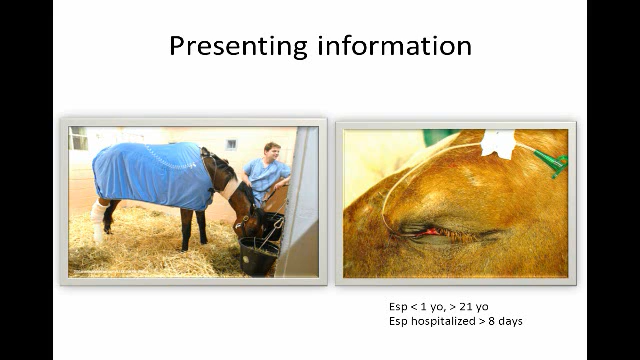 Presenting information
Esp < 1 yo, > 21 yo
Esp hospitalized > 8 days